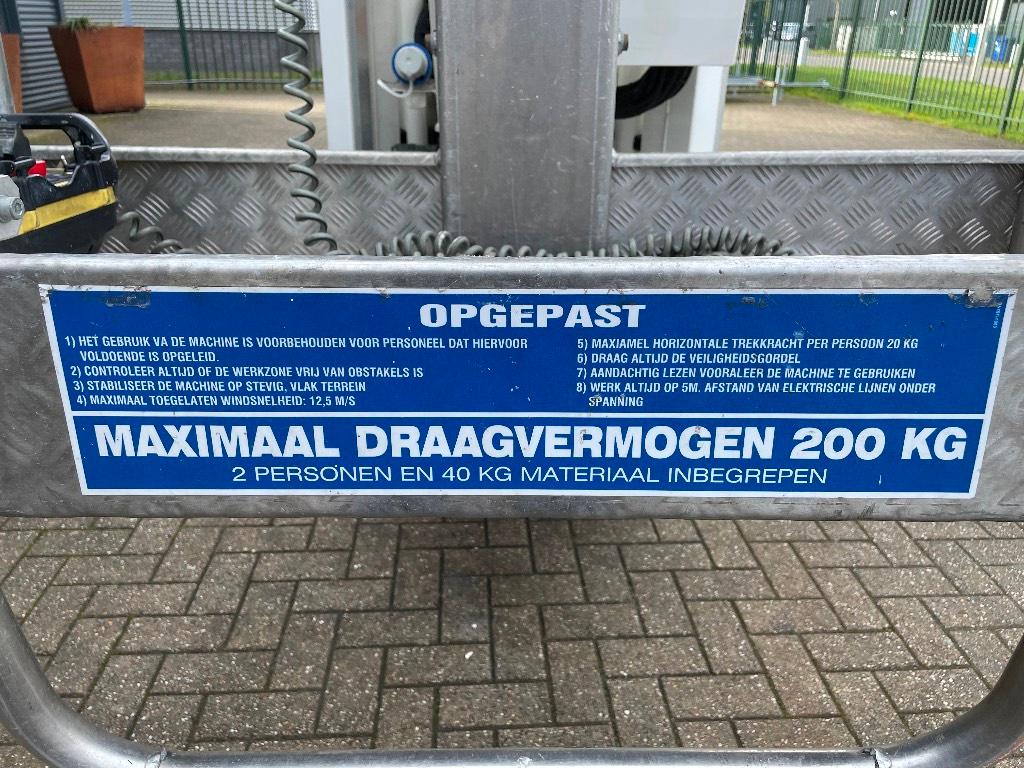 OPGEPAST
1) HET GEBRUIK VA DE MACHINE IS VOORBEHOUDEN VOOR PERSONEEL DAT HIERVOOR
VOLDOENDE IS OPGELEID.
2) CONTROLEER ALTIJD OF DE WERKZONE VRIJ VAN OBSTAKELS IS
3) STABILISEER DE MACHINE OP STEVIG, VLAK TERREIN
4) MAXIMAAL TOEGELATEN WINDSNELHEID: 12,5 M/S
5) MAXJAMEL HORIZONTALE TREKKRACHT PER PERSOON 20 KG
6) DRAAG ALTIJD DE VEILIGHEIDSGORDEL
7) AANDACHTIG LEZEN VOORALEER DE MACHINE TE GEBRUIKEN
8) WERK ALTIJD OP 5M. AFSTAND VAN ELEKTRISCHE LIJNEN ONDER
SPANNING
MAXIMAAL DRAAGVERMOGEN 200 KG
2 PERSONEN EN 40 KG MATERIAAL INBEGREPEN